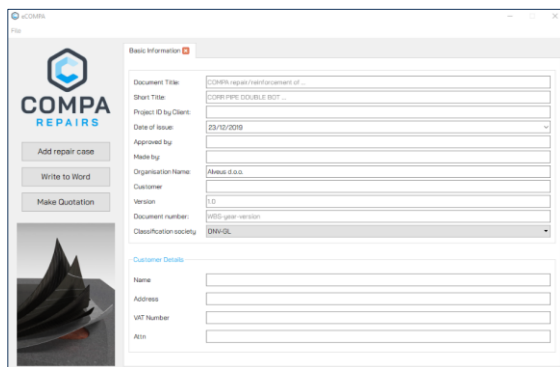 eCOMPA
File
COMPA
REPAIRS
Add repair case
Write to Word
Make Quotation
Basic Information
Document Title: COMPA repair/reinforcement of ...
Short Title: CORR PIPE DOUBLE BOT ...
Project ID by Client:
Date of issue: 23/12/2019
Approved by:
Made by:
Organisation Name: Alveus d.o.o.
Customer
Version 1.0
Document number: WBS-year-version
Classification society DNV-GL
Customer Details
Name
Address
VAT Number
Attn